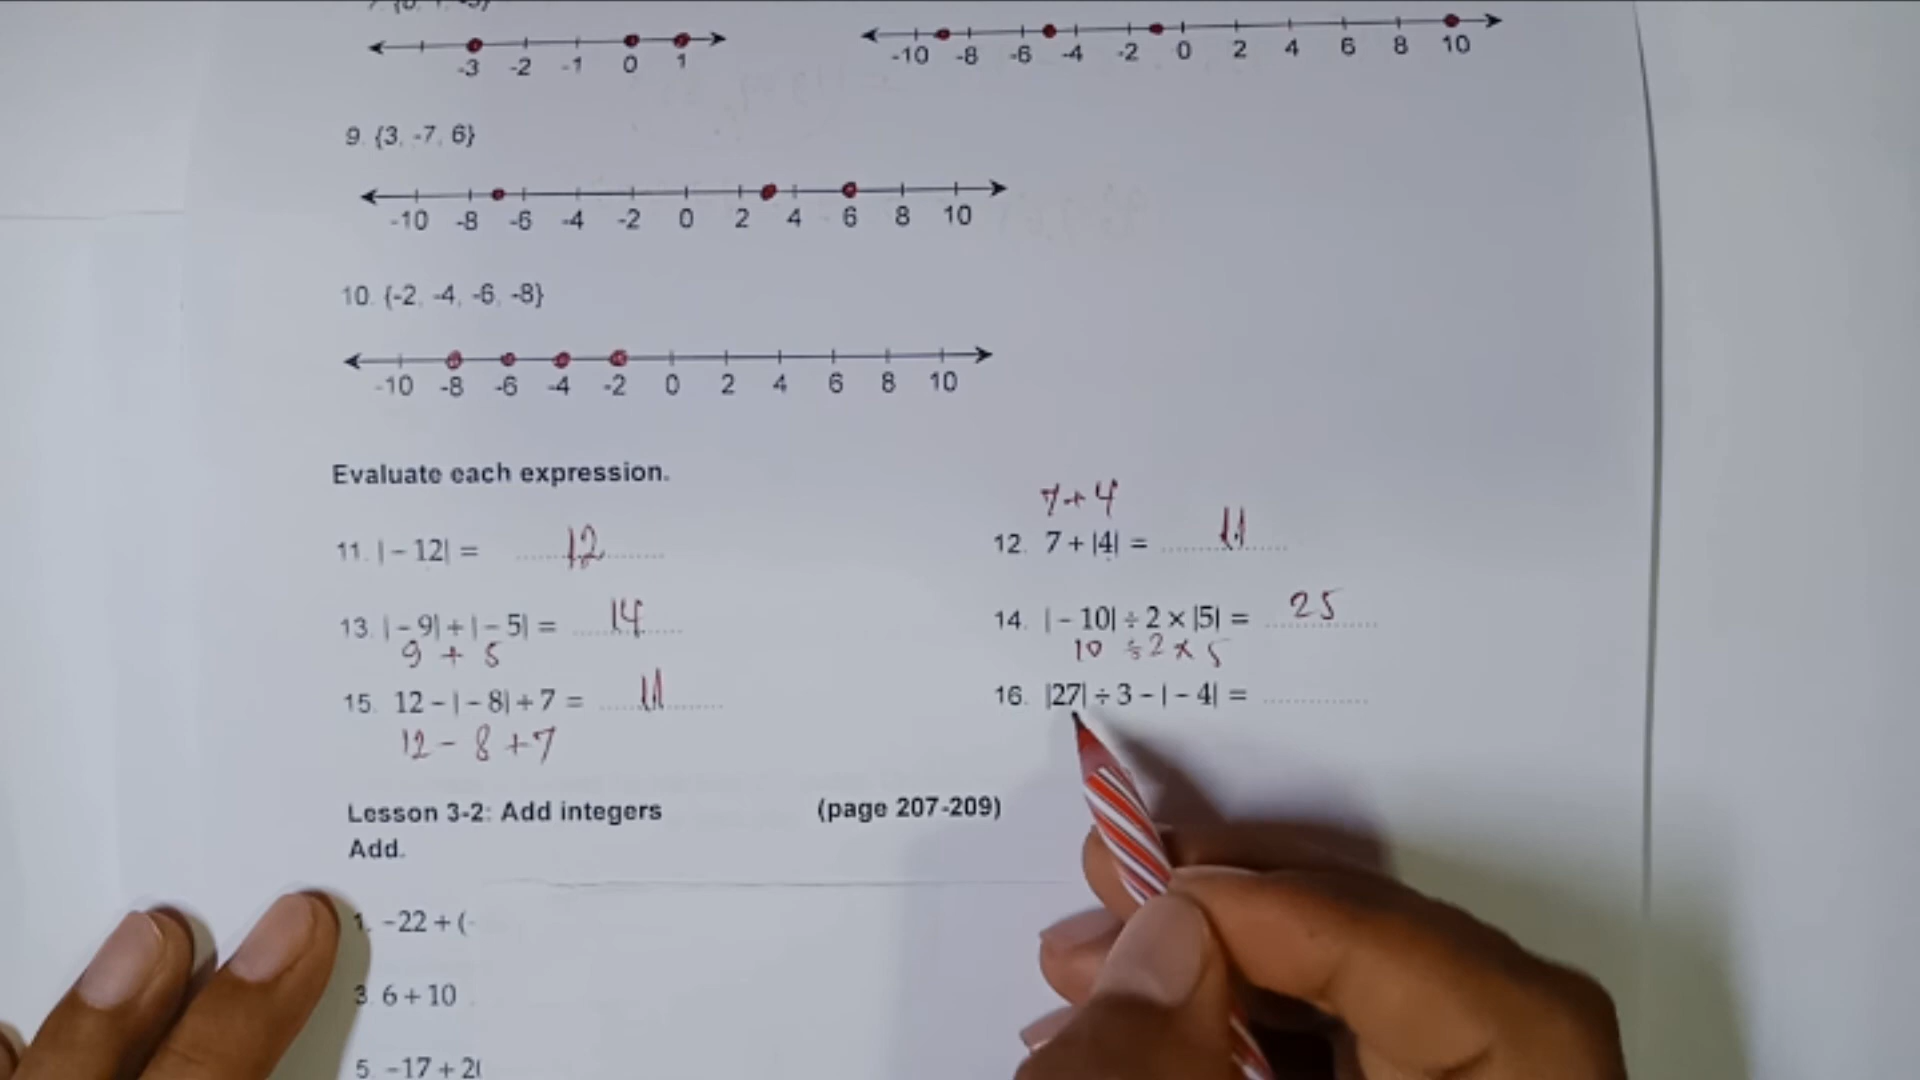 -3 -2 -1 0 1
-10 -8 -6 -4 -2 0 2 4 6 8 10
9. {3, -7, 6}
-10 -8 -6 -4 -2 0 2 4 6 8 10
10. {-2, -4, -6, -8}
-10 -8 -6 -4 -2 0 2 4 6 8 10
Evaluate each expression.
7+4
11. |− 12| = 12
12. 7 + |4| = 11
13. |− 9| + |− 5| = 14
9 + 5
14. |− 10| ÷ 2 × |5| = 25
10 ÷2 × 5
15. 12 − |− 8| + 7 = 11
12 - 8 +7
16. |27| ÷ 3 − |− 4| =
Lesson 3-2: Add integers (page 207-209)
Add.
1. −22 + (-
3. 6 + 10
5. −17 +